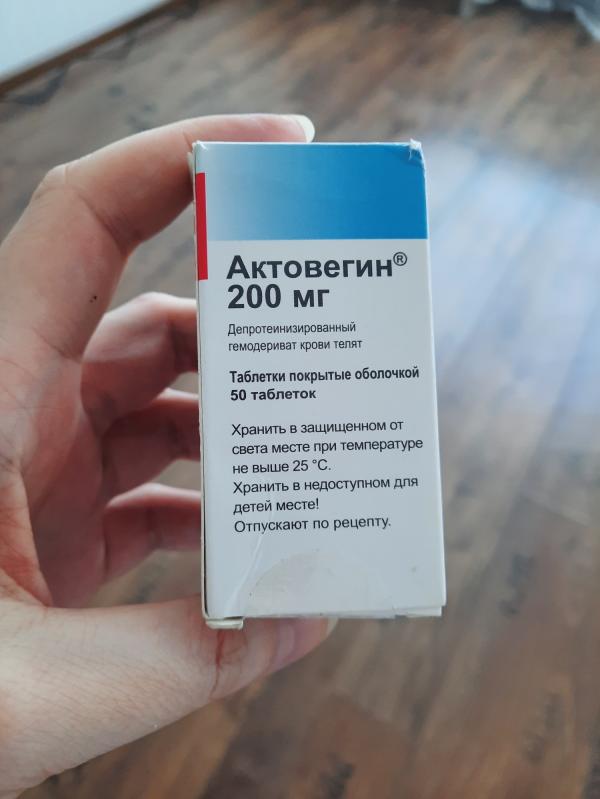 Актовегин®
200 мг
Депротеинизированный
гемодериват крови телят
Таблетки покрытые оболочкой
50 таблеток
Хранить в защищенном от
света месте при температуре
не выше 25 °C.
Хранить в недоступном для
детей месте!
Отпускают по рецепту.